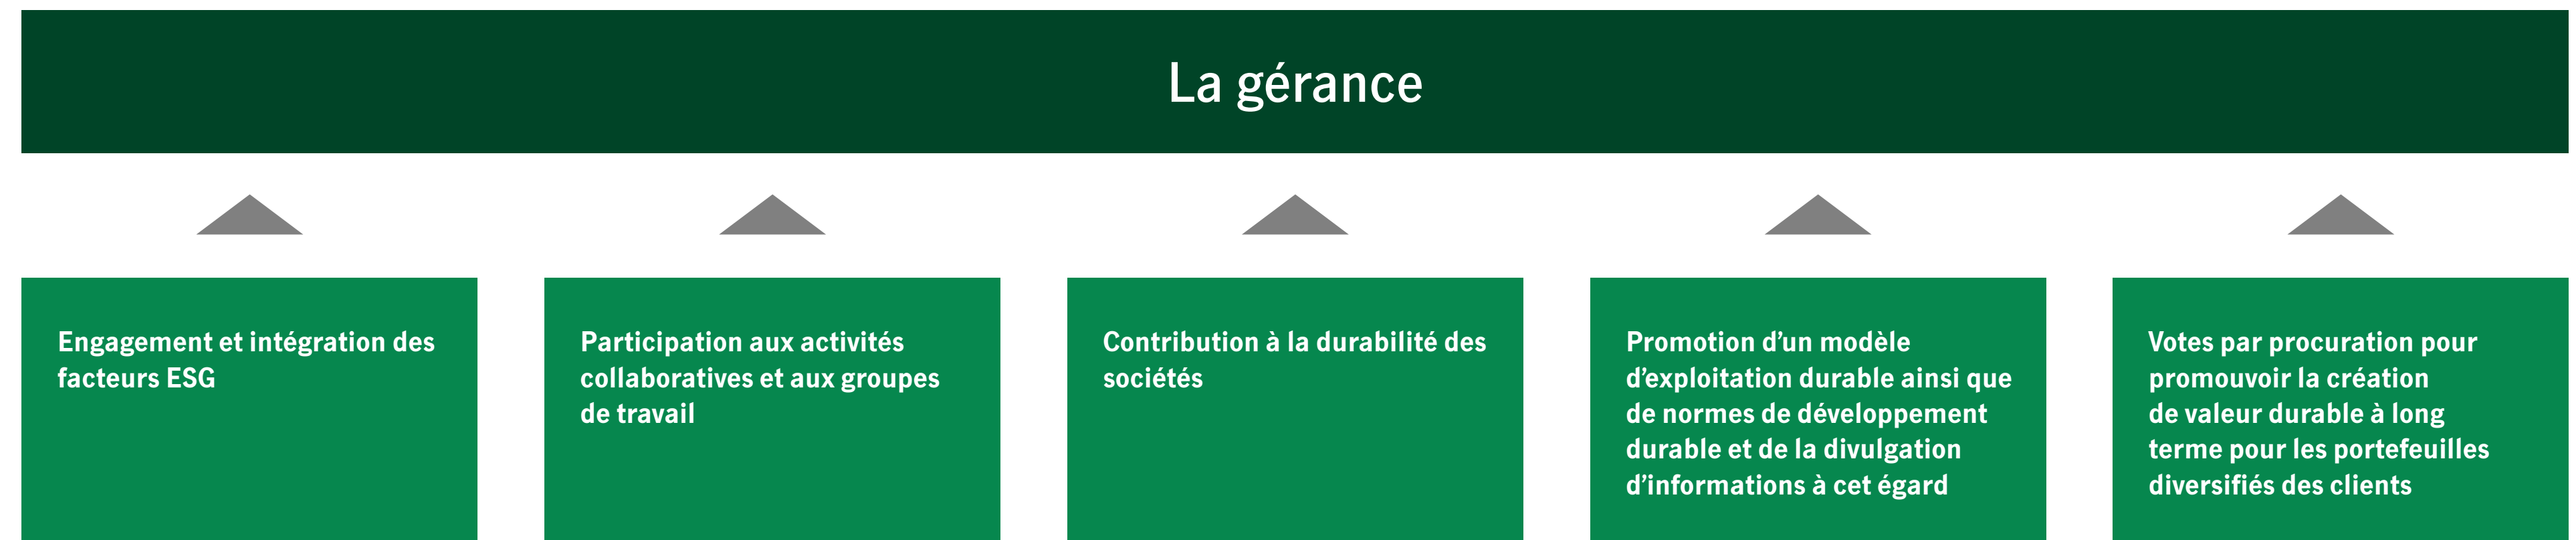 La gérance
Engagement et intégration des
facteurs ESG
Participation aux activités
collaboratives et aux groupes
de travail
Contribution à la durabilité des
sociétés
Promotion d’un modèle
d’exploitation durable ainsi que
de normes de développement
durable et de la divulgation
d’informations à cet égard
Votes par procuration pour
promouvoir la création
de valeur durable à long
terme pour les portefeuilles
diversifiés des clients